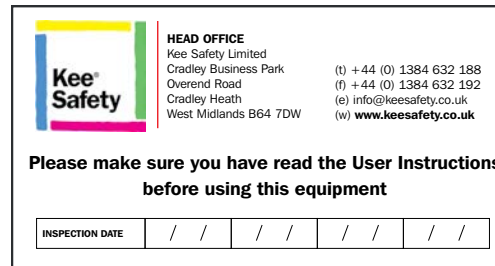 Kee®
Safety
HEAD OFFICE
Kee Safety Limited
Cradley Business Park
Overend Road
Cradley Heath
West Midlands B64 7DW
(t) +44 (0) 1384 632 188
(f) +44 (0) 1384 632 192
(e) info@keesafety.co.uk
(w) www.keesafety.co.uk
Please make sure you have read the User Instructions
before using this equipment
INSPECTION DATE / / / / / / / /